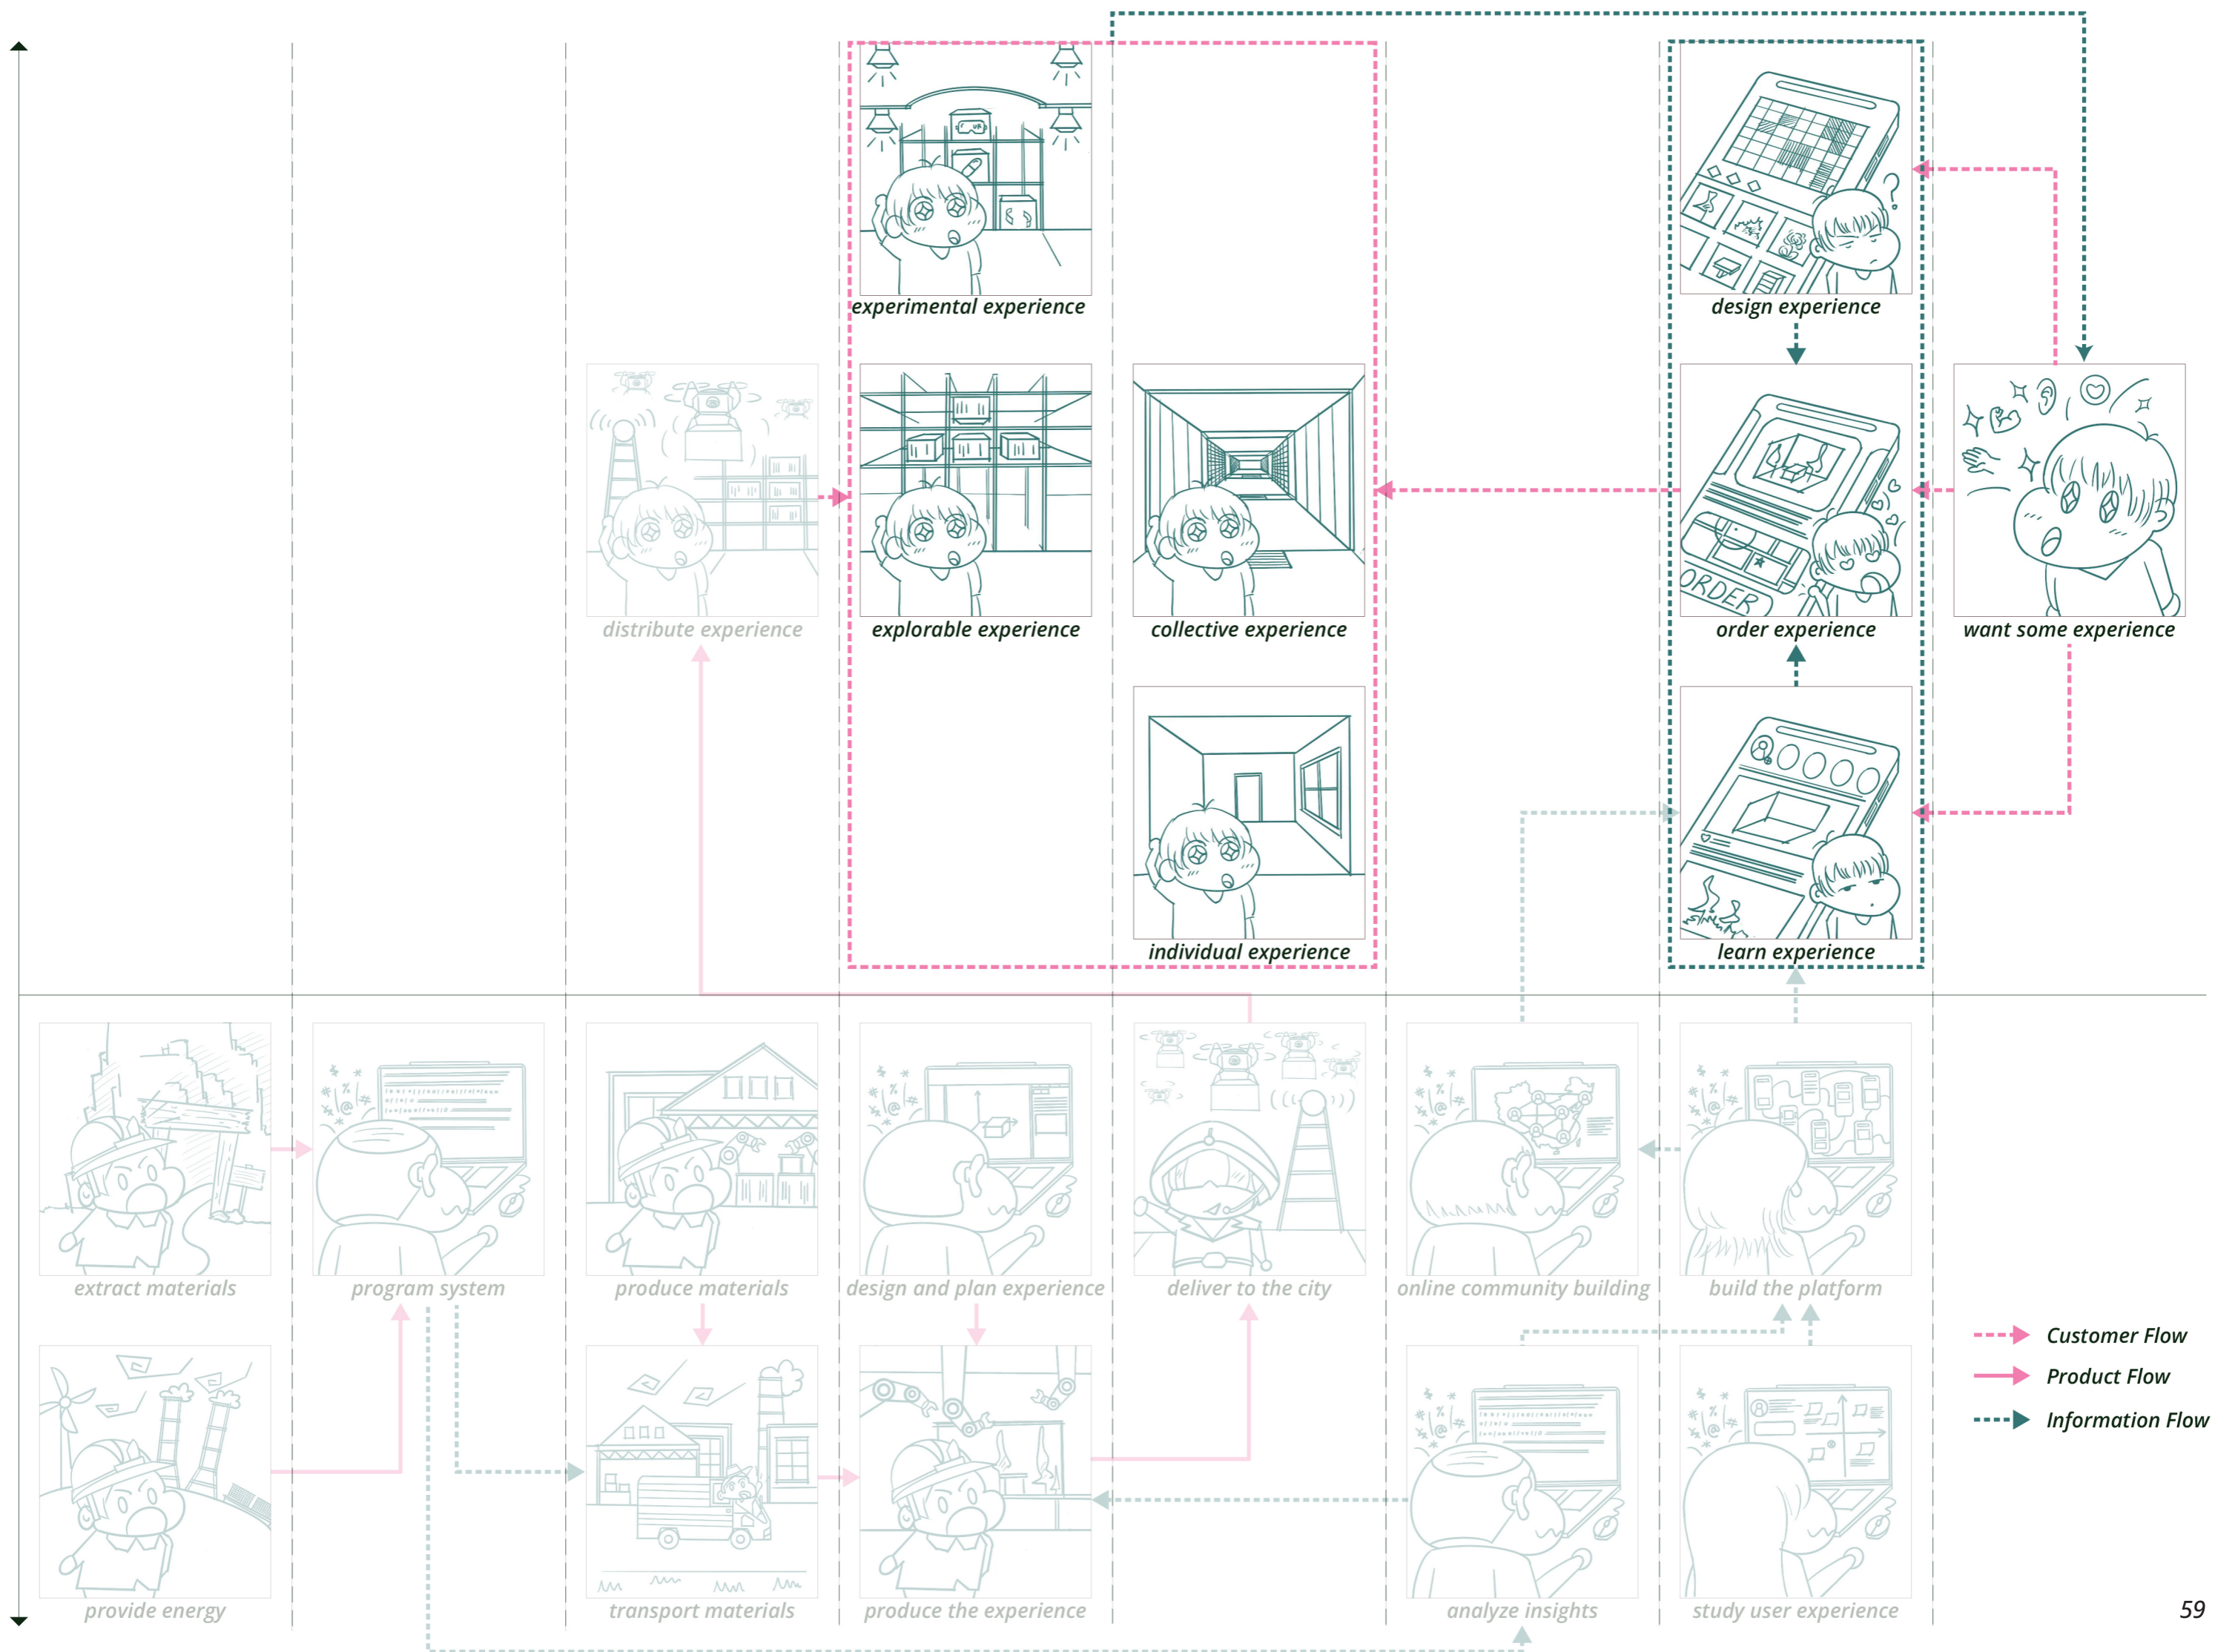 experimental experience
design experience
distribute experience
explorable experience
collective experience
ORDER
order experience
want some experience
individual experience
learn experience
extract materials
program system
produce materials
design and plan experience
deliver to the city
online community building
build the platform
provide energy
transport materials
produce the experience
analyze insights
study user experience
Customer Flow
Product Flow
Information Flow
59